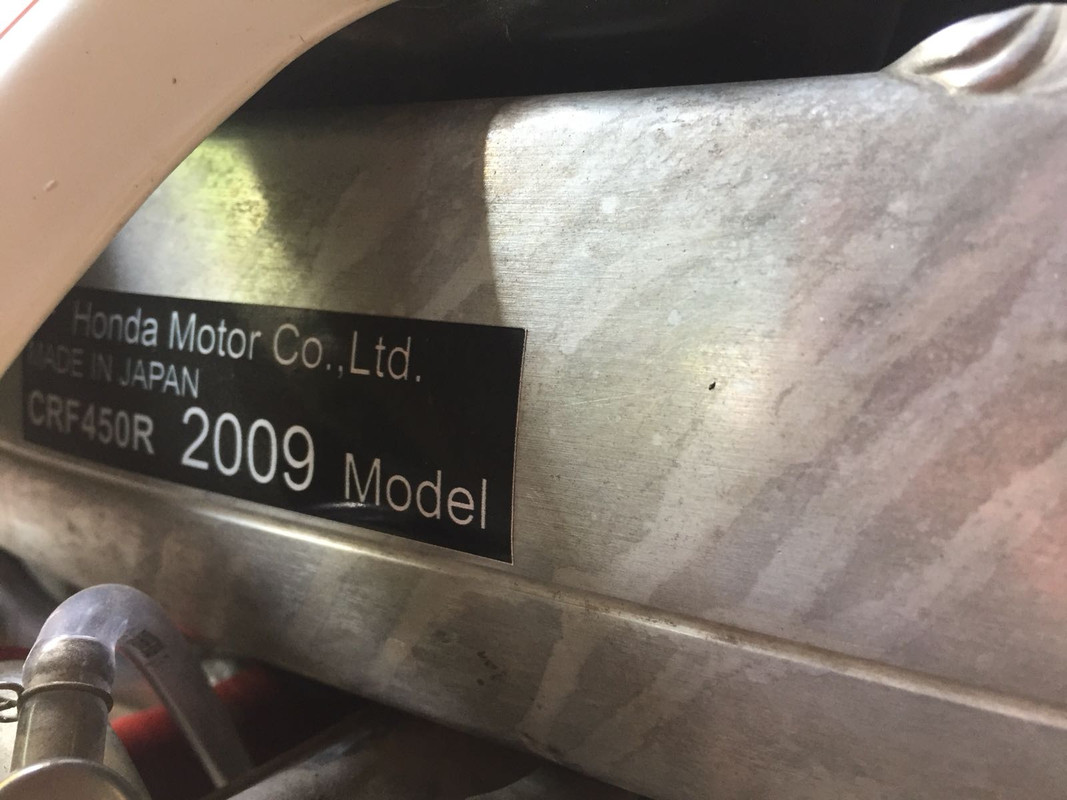 Honda Motor Co.,Ltd.
MADE IN JAPAN
CRF450R 2009 Model